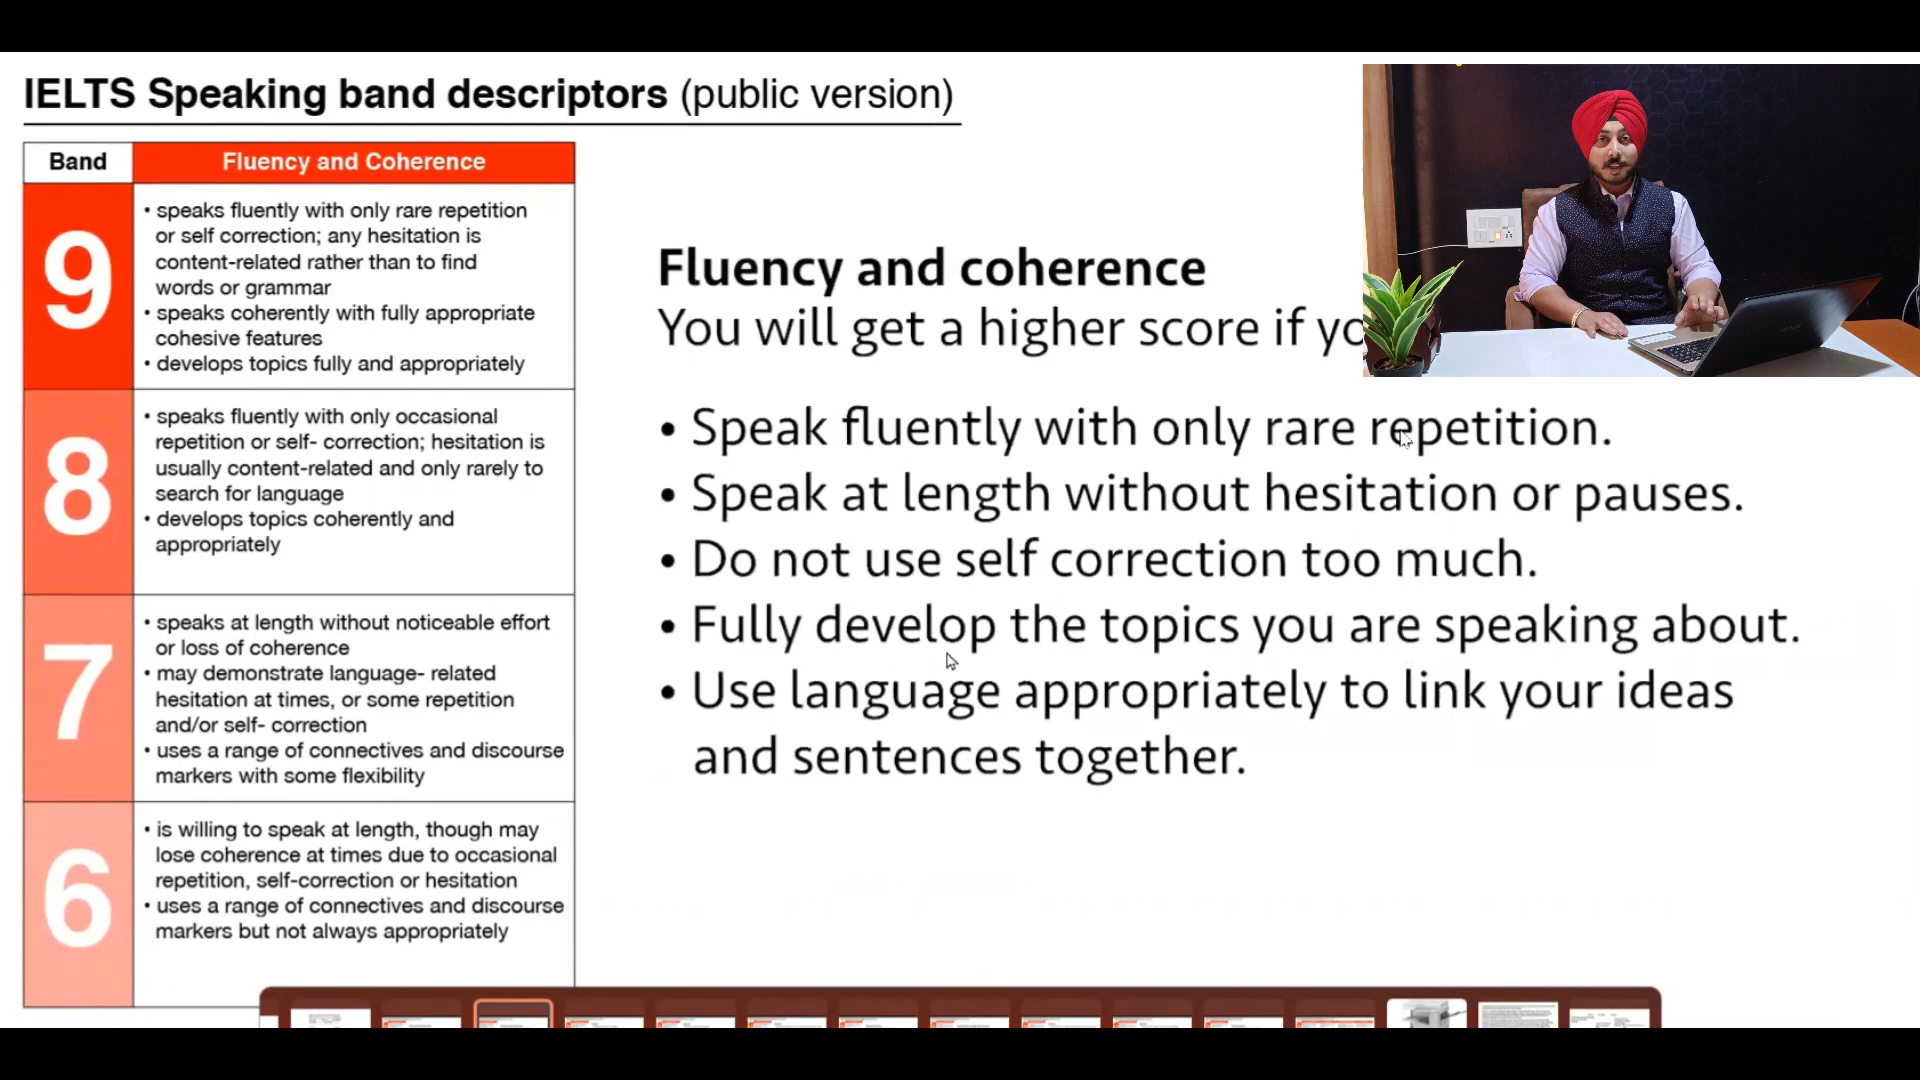 IELTS Speaking band descriptors (public version)
Band
Fluency and Coherence
9
• speaks fluently with only rare repetition
or self correction; any hesitation is
content-related rather than to find
words or grammar
• speaks coherently with fully appropriate
cohesive features
• develops topics fully and appropriately
8
• speaks fluently with only occasional
repetition or self- correction; hesitation is
usually content-related and only rarely to
search for language
• develops topics coherently and
appropriately
7
• speaks at length without noticeable effort
or loss of coherence
• may demonstrate language- related
hesitation at times, or some repetition
and/or self- correction
• uses a range of connectives and discourse
markers with some flexibility
6
• is willing to speak at length, though may
lose coherence at times due to occasional
repetition, self-correction or hesitation
• uses a range of connectives and discourse
markers but not always appropriately
Fluency and coherence
You will get a higher score if yo
• Speak fluently with only rare repetition.
• Speak at length without hesitation or pauses.
• Do not use self correction too much.
• Fully develop the topics you are speaking about.
• Use language appropriately to link your ideas
and sentences together.